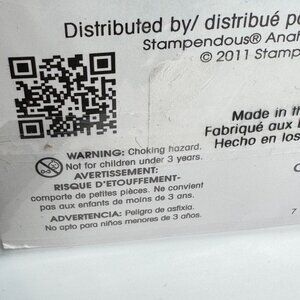 Distributed by/ distribué pa
Stampendous® Anah
© 2011 Stamp
Made in t
Fabriqué aux
Hecho en los
WARNING: Choking hazard.
Not for children under 3 years.
AVERTISSEMENT:
RISQUE D'ETOUFFEMENT-
comporte de petites pièces. Ne convient
pas aux enfants de moins de 3 ans.
ADVERTENCIA: Peligro de asfixia.
No apto para niños menores de 3 años.
7